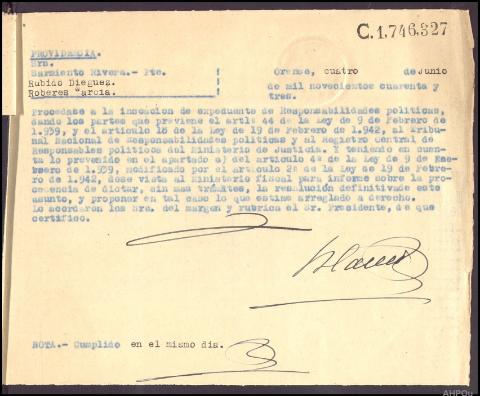 C.1.746.327
PROVIDENCIA.
Srs.
Sarmiento Rivera.- Pte.
Rubido Dieguez.
Roberes García.
Orense, cuatro de Junio
de mil novecientos cuarenta y
tres.
Procedase a la incoación de expediente de Responsabilidades políticas,
dando los partes que previene el artº 44 de la Ley de 9 de Febrero de
1.939, y el articulo 18 de la Ley de 19 de Febrero de 1.942, al Tribu-
nal Nacional de Responsabilidades políticas y al registro central de
Responsables políticos del Ministerio de Justicia. Y teniendo en cuen-
ta lo prevenido en el apartado a) del articulo 4º de la Ley de 9
brero de 1.939, modificado por el articulo 2º de la Ley de 19 de Febre-
ro de 1.942, dese vista al Ministerio fiscal para informe sobre la pro-
cedencia de dictar, sin mas trámites, la resolución definitiva de este
asunto, y proponer en tal caso lo que estime arreglado a derecho.
Lo acordaron los Srs. del margen y rubrica el Sr. Presidente, de que
certifico.
NOTA.- Cumplido en el mismo dia.
AHPOu